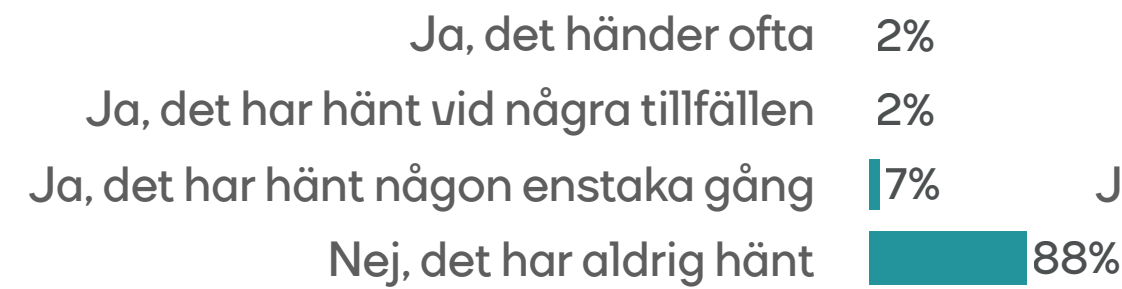 Ja, det händer ofta 2%
Ja, det har hänt vid några tillfällen 2%
Ja, det har hänt någon enstaka gång 7% J
Nej, det har aldrig hänt 88%